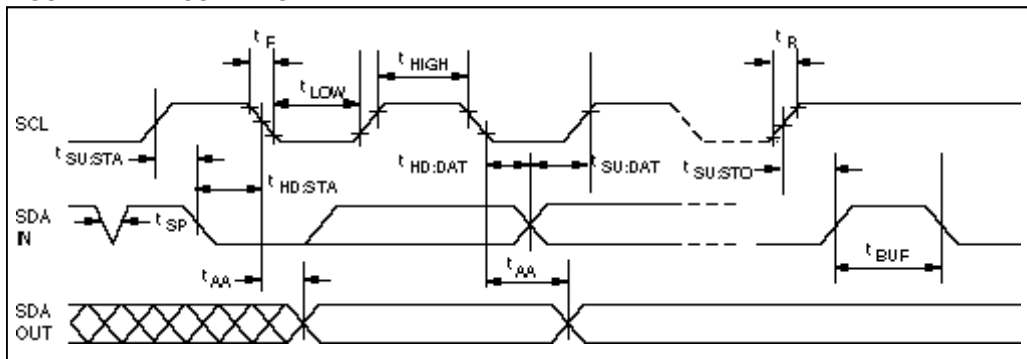 t F
t R
t HIGH
t LOW
SCL
t SU:STA
t HD:DAT
t SU:DAT
t SU:STO
t HD:STA
SDA
IN
t SP
t BUF
t AA
t AA
SDA
OUT